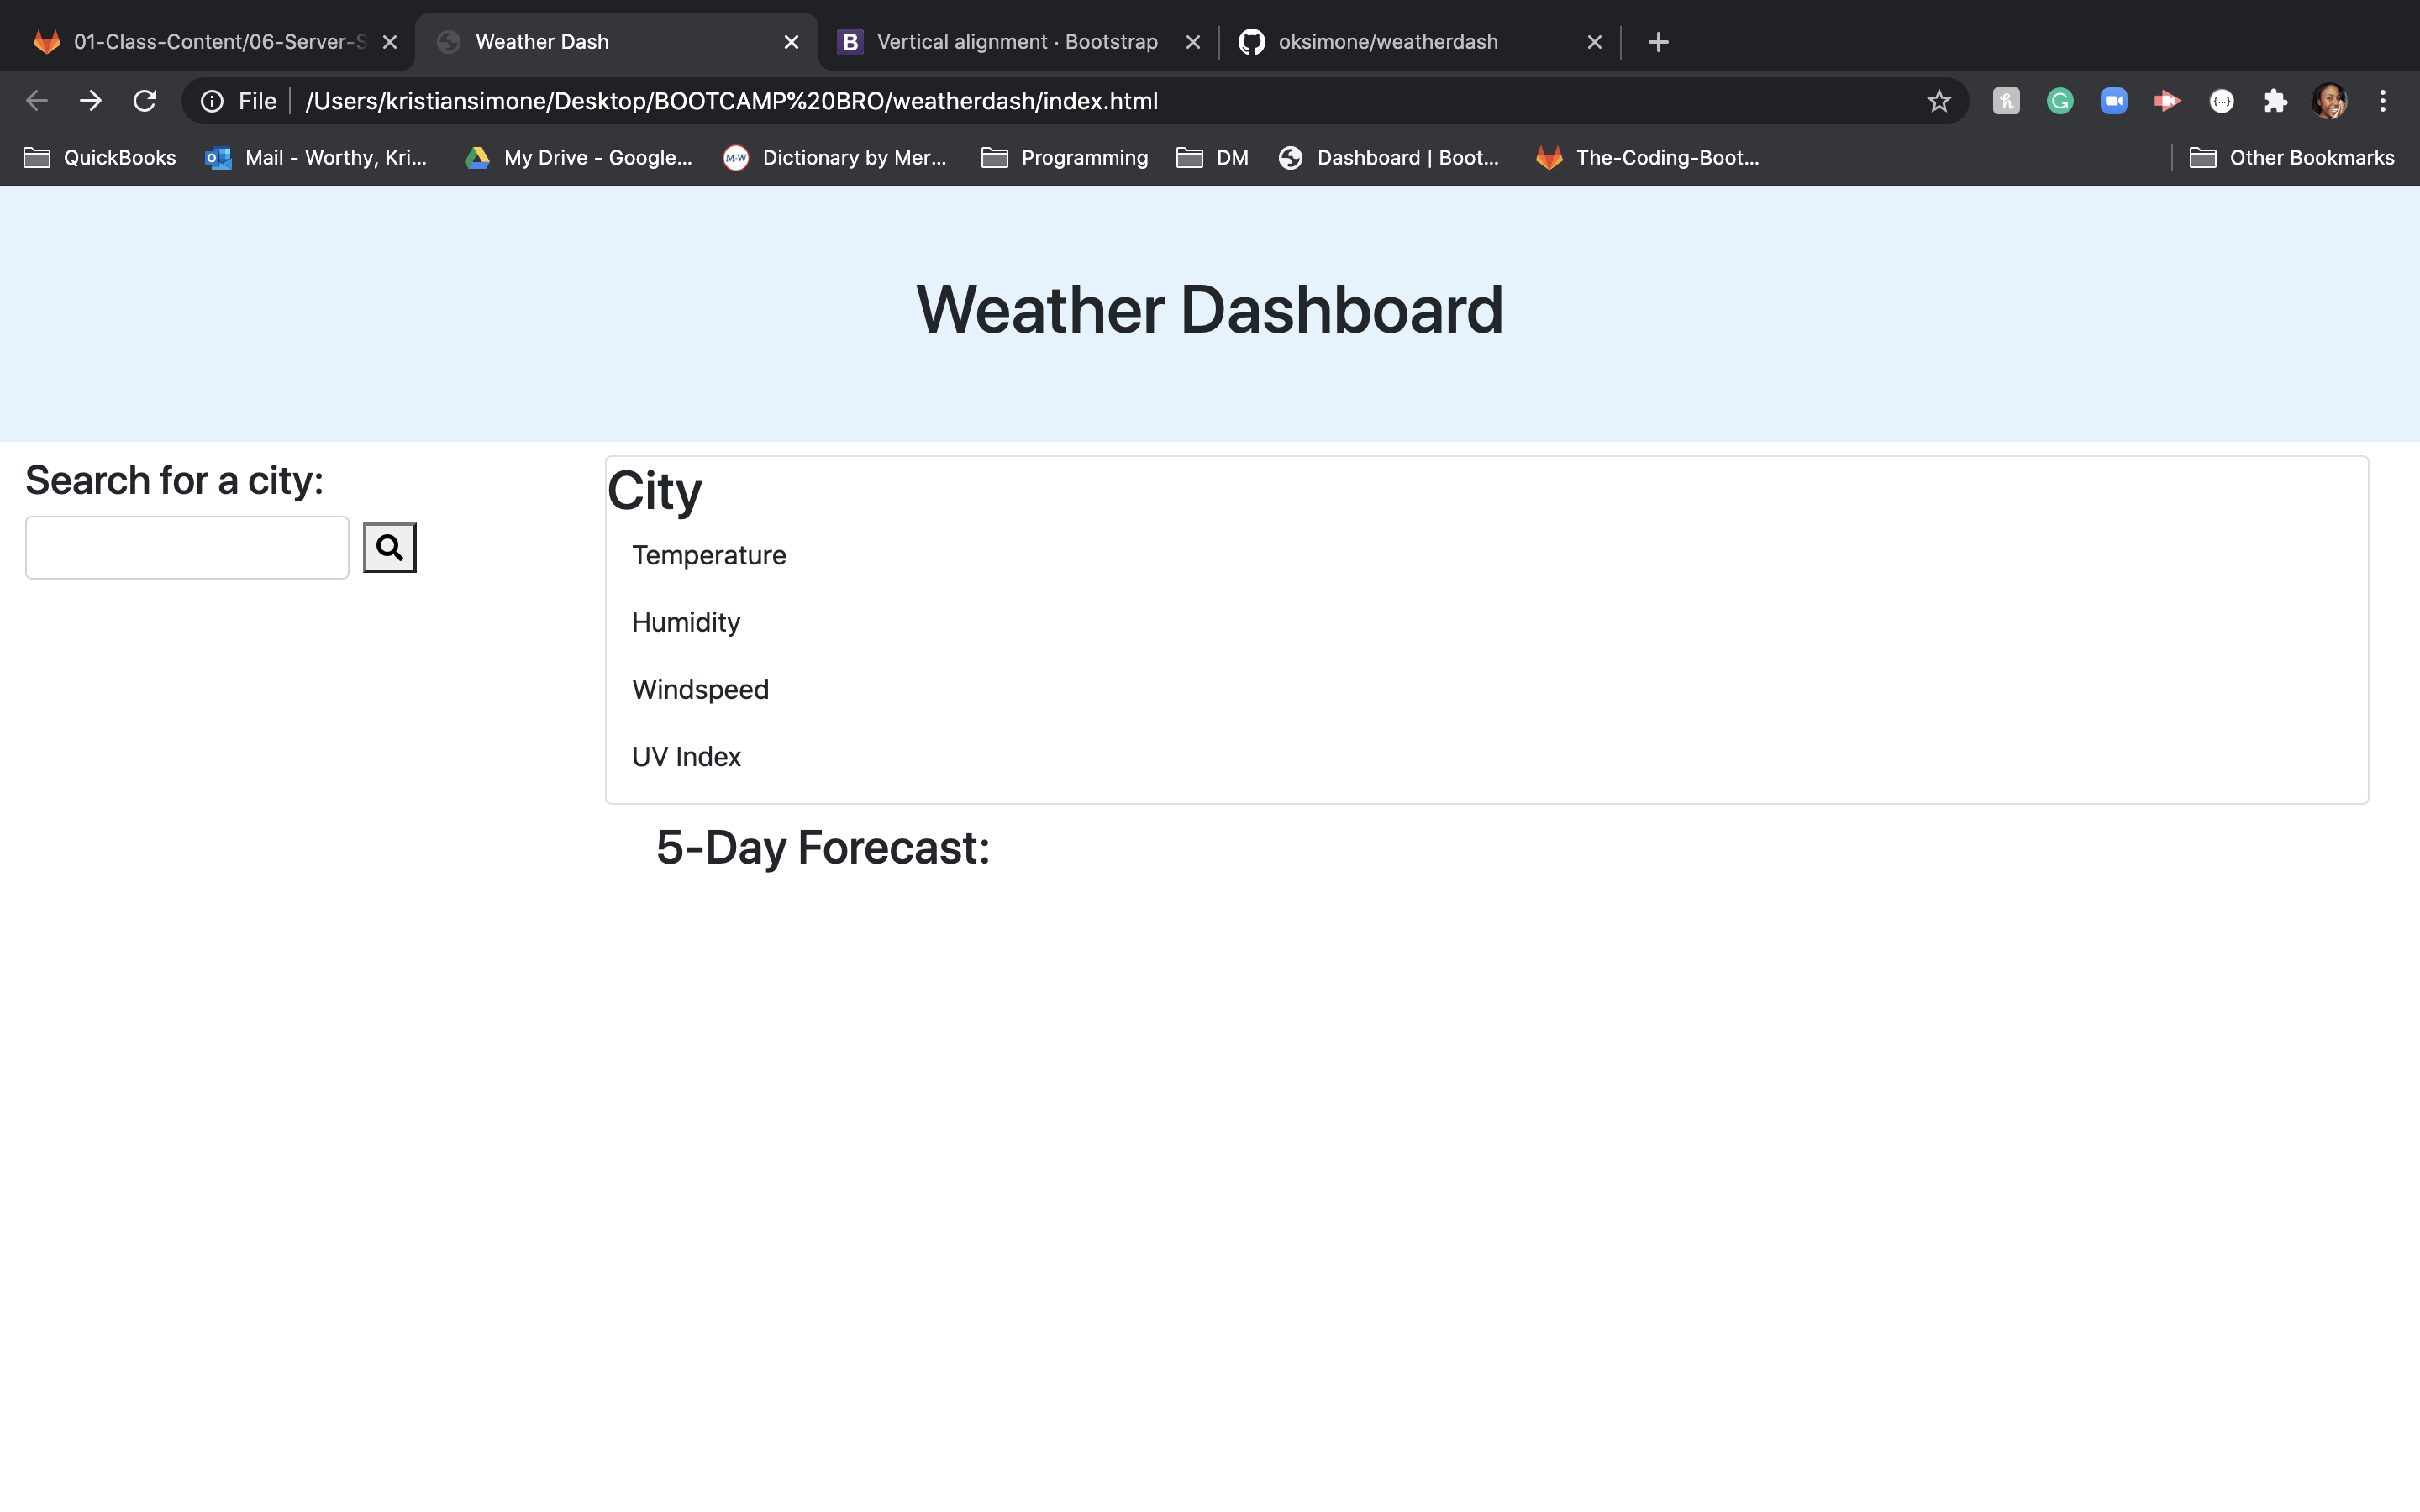 01-Class-Content/06-Server-S
Weather Dash
Vertical alignment · Bootstrap
oksimone/weatherdash
File
/Users/kristiansimone/Desktop/BOOTCAMP%20BRO/weatherdash/index.html
QuickBooks
Mail - Worthy, Kri...
My Drive - Google...
M-W
Dictionary by Mer...
Programming
DM
Dashboard | Boot...
The-Coding-Boot...
Other Bookmarks
Weather Dashboard
Search for a city:
City
Temperature
Humidity
Windspeed
UV Index
5-Day Forecast: